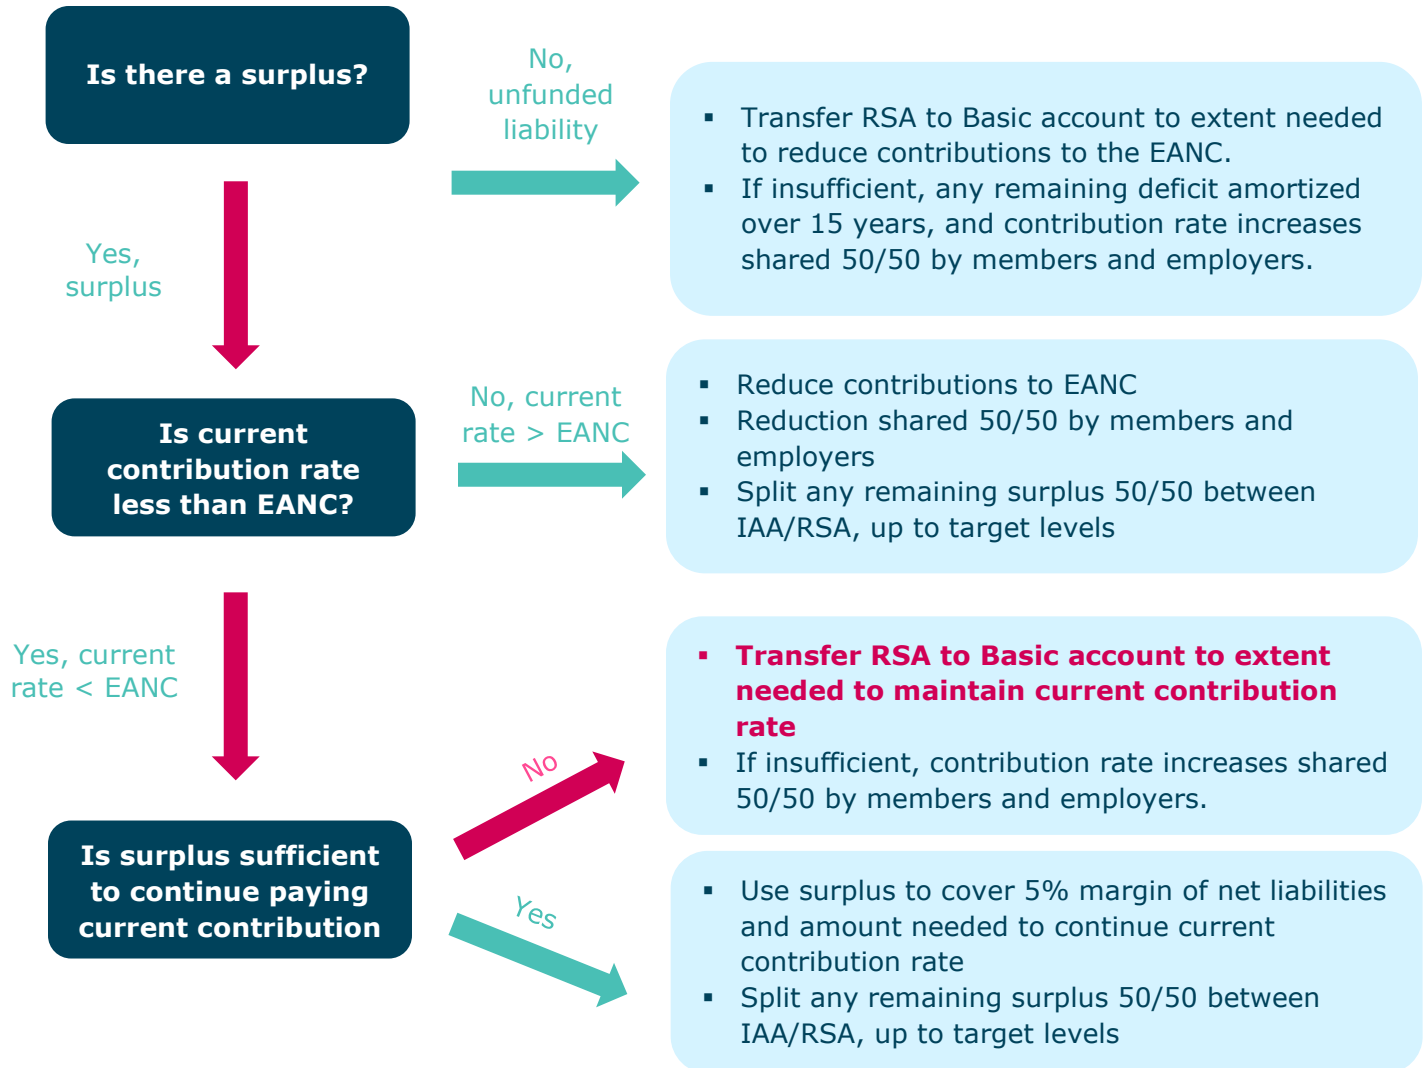 Is there a surplus?
No,
unfunded
liability
▪ Transfer RSA to Basic account to extent needed
to reduce contributions to the EANC.
▪ If insufficient, any remaining deficit amortized
over 15 years, and contribution rate increases
shared 50/50 by members and employers.
Yes,
surplus
Is current
contribution rate
less than EANC?
No, current
rate > EANC
▪ Reduce contributions to EANC
▪ Reduction shared 50/50 by members and
employers
▪ Split any remaining surplus 50/50 between
IAA/RSA, up to target levels
Yes, current
rate < EANC
Is surplus sufficient
to continue paying
current contribution
No
▪ Transfer RSA to Basic account to extent
needed to maintain current contribution
rate
▪ If insufficient, contribution rate increases shared
50/50 by members and employers.
Yes
▪ Use surplus to cover 5% margin of net liabilities
and amount needed to continue current
contribution rate
▪ Split any remaining surplus 50/50 between
IAA/RSA, up to target levels